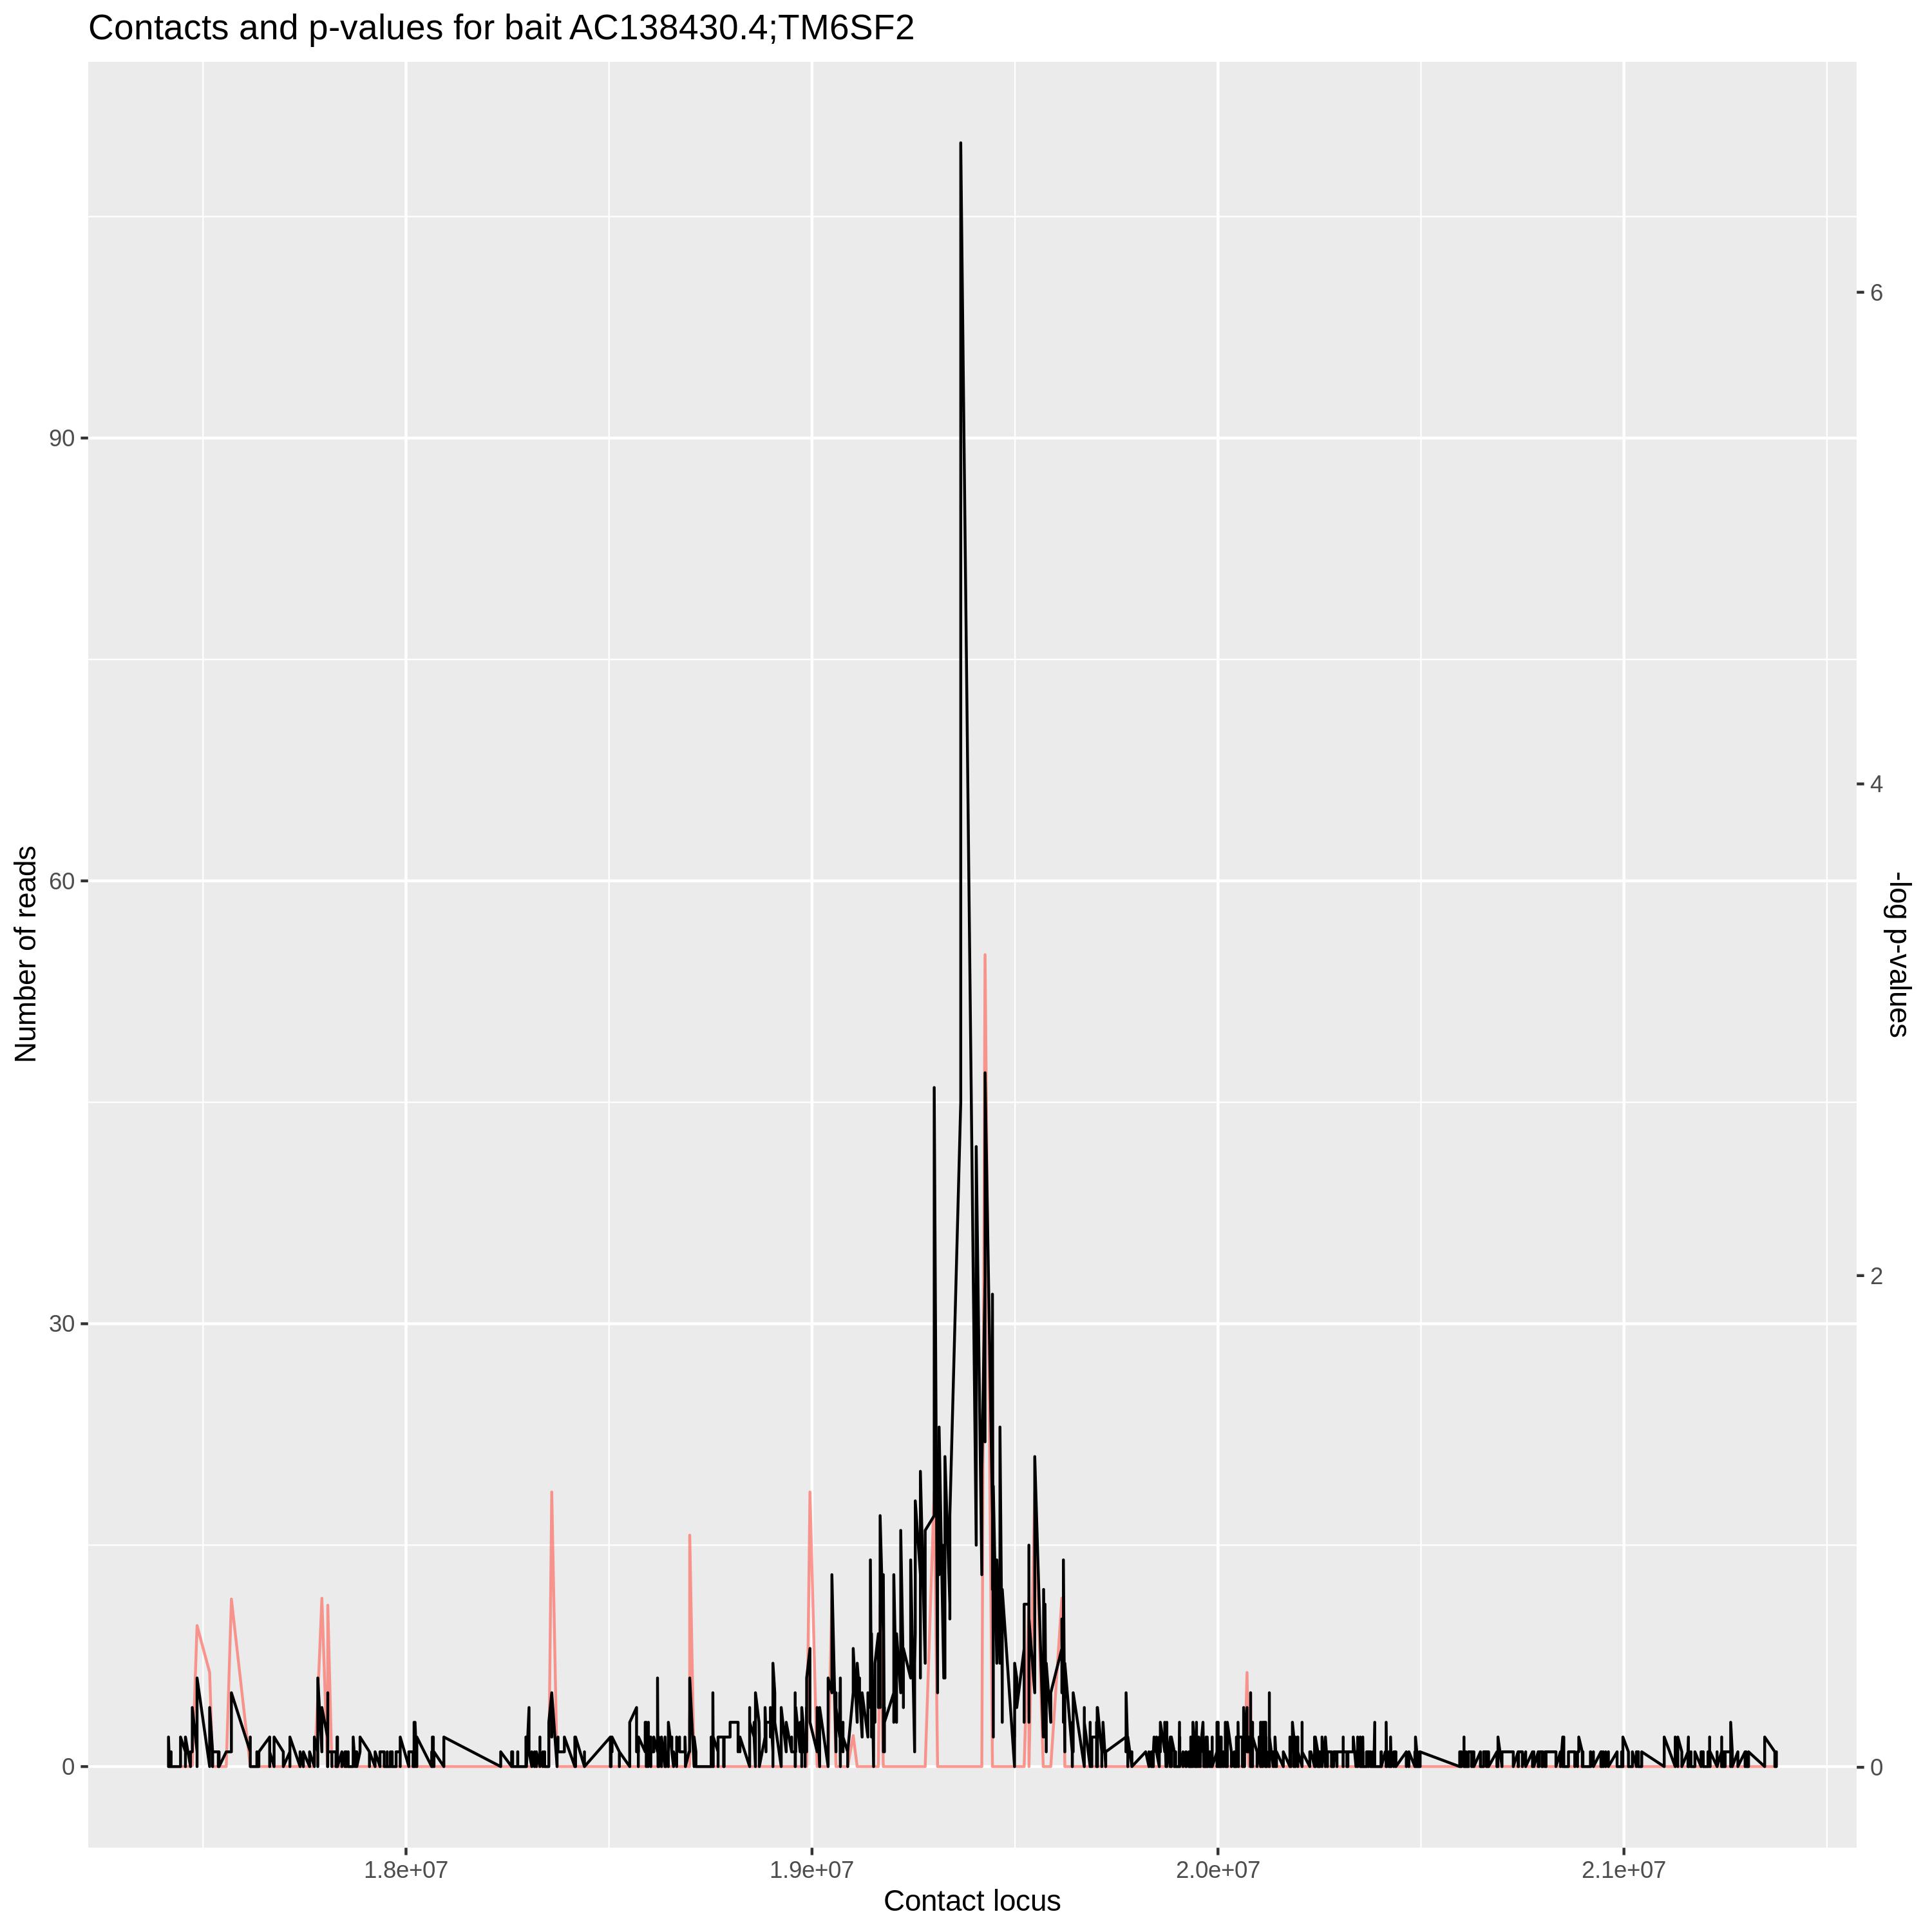 Contacts and p-values for bait AC138430.4;TM6SF2
90
60
30
0
Number of reads
6
4
2
0
-log p-values
1.8e+07 1.9e+07 2.0e+07 2.1e+07
Contact locus